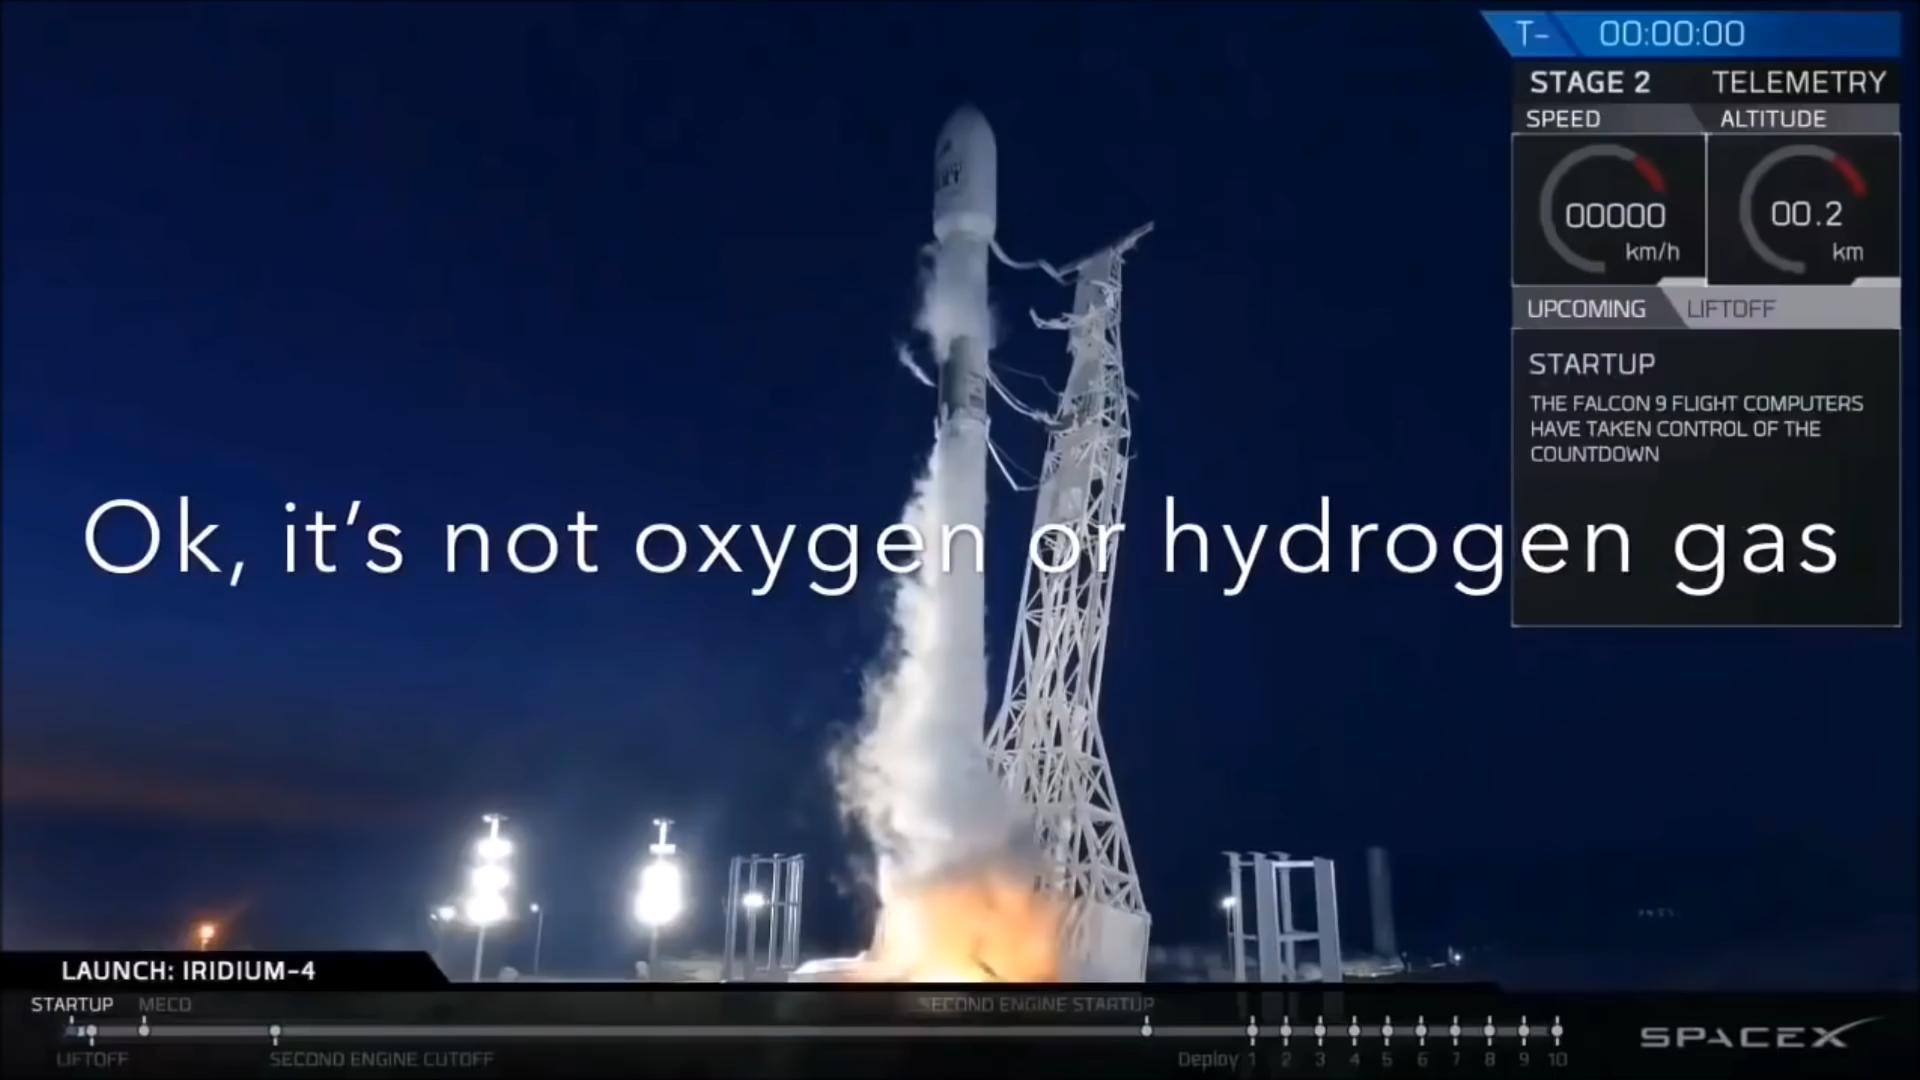 T- 00:00:00
STAGE 2 TELEMETRY
SPEED ALTITUDE
00000 00.2
km/h km
UPCOMING LIFTOFF
STARTUP
THE FALCON 9 FLIGHT COMPUTERS
HAVE TAKEN CONTROL OF THE
COUNTDOWN
Ok, it's not oxygen or hydrogen gas
LAUNCH: IRIDIUM-4
STARTUP MECO SECOND ENGINE STARTUP
LIFTOFF SECOND ENGINE CUTOFF Deploy 1 2 3 4 5 6 7 8 9 10
SPACEX